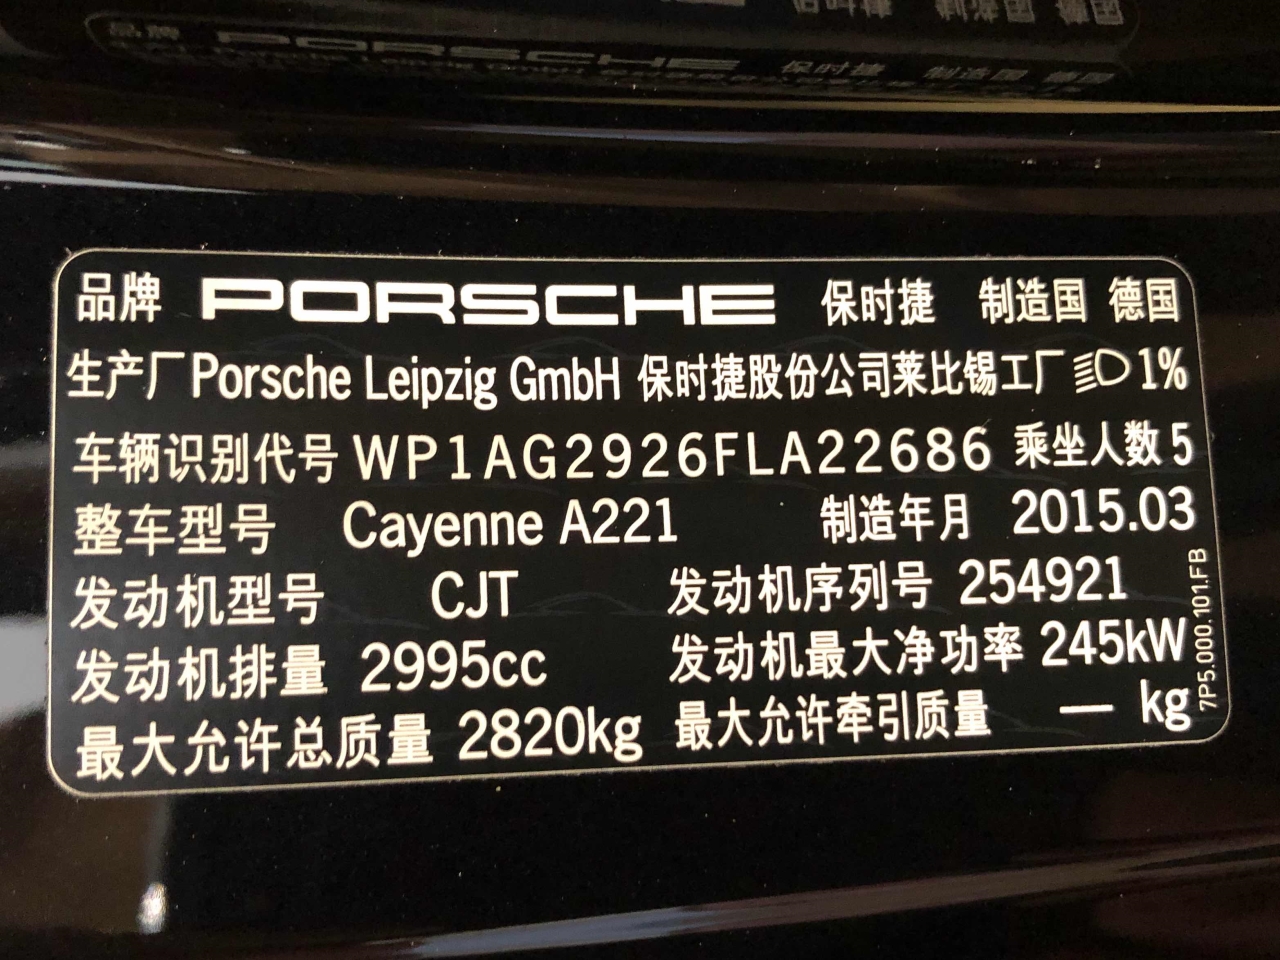 品牌 PORSCHE 保时捷 制造国 德国
生产厂 Porsche Leipzig GmbH 保时捷股份公司莱比锡工厂 1%
车辆识别代号 WP1AG2926FLA22686 乘坐人数 5
整车型号 Cayenne A221 制造年月 2015.03
发动机型号 CJT 发动机序列号 254921
发动机排量 2995cc 发动机最大净功率 245kW
最大允许总质量 2820kg 最大允许牵引质量 — kg
7P5.000.101.FB